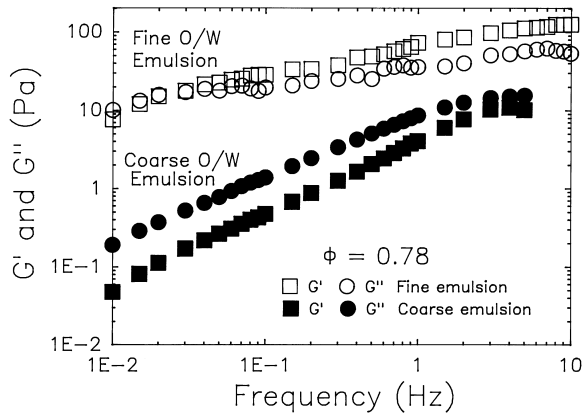 100
10
1
1E-1
1E-2
G' and G'' (Pa)
Fine O/W
Emulsion
Coarse O/W
Emulsion
ϕ = 0.78
G' G'' Fine emulsion
G' G'' Coarse emulsion
1E-2 1E-1 1 10
Frequency (Hz)